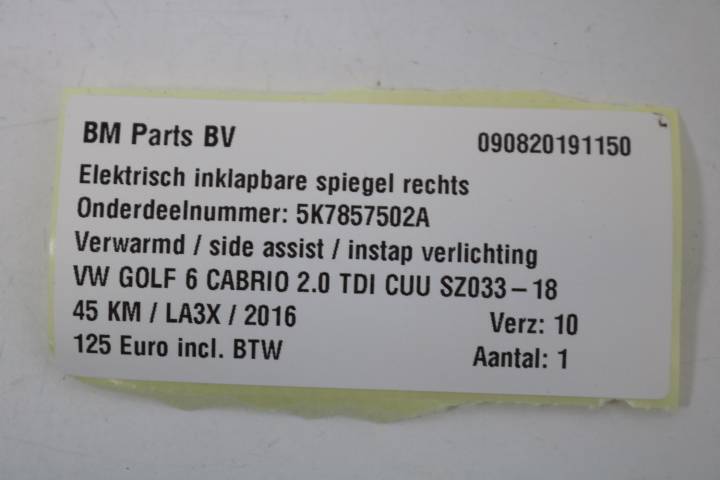 BM Parts BV 090820191150
Elektrisch inklapbare spiegel rechts
Onderdeelnummer: 5K7857502A
Verwarmd / side assist / instap verlichting
VW GOLF 6 CABRIO 2.0 TDI CUU SZ033-18
45 KM / LA3X / 2016 Verz: 10
125 Euro incl. BTW Aantal: 1